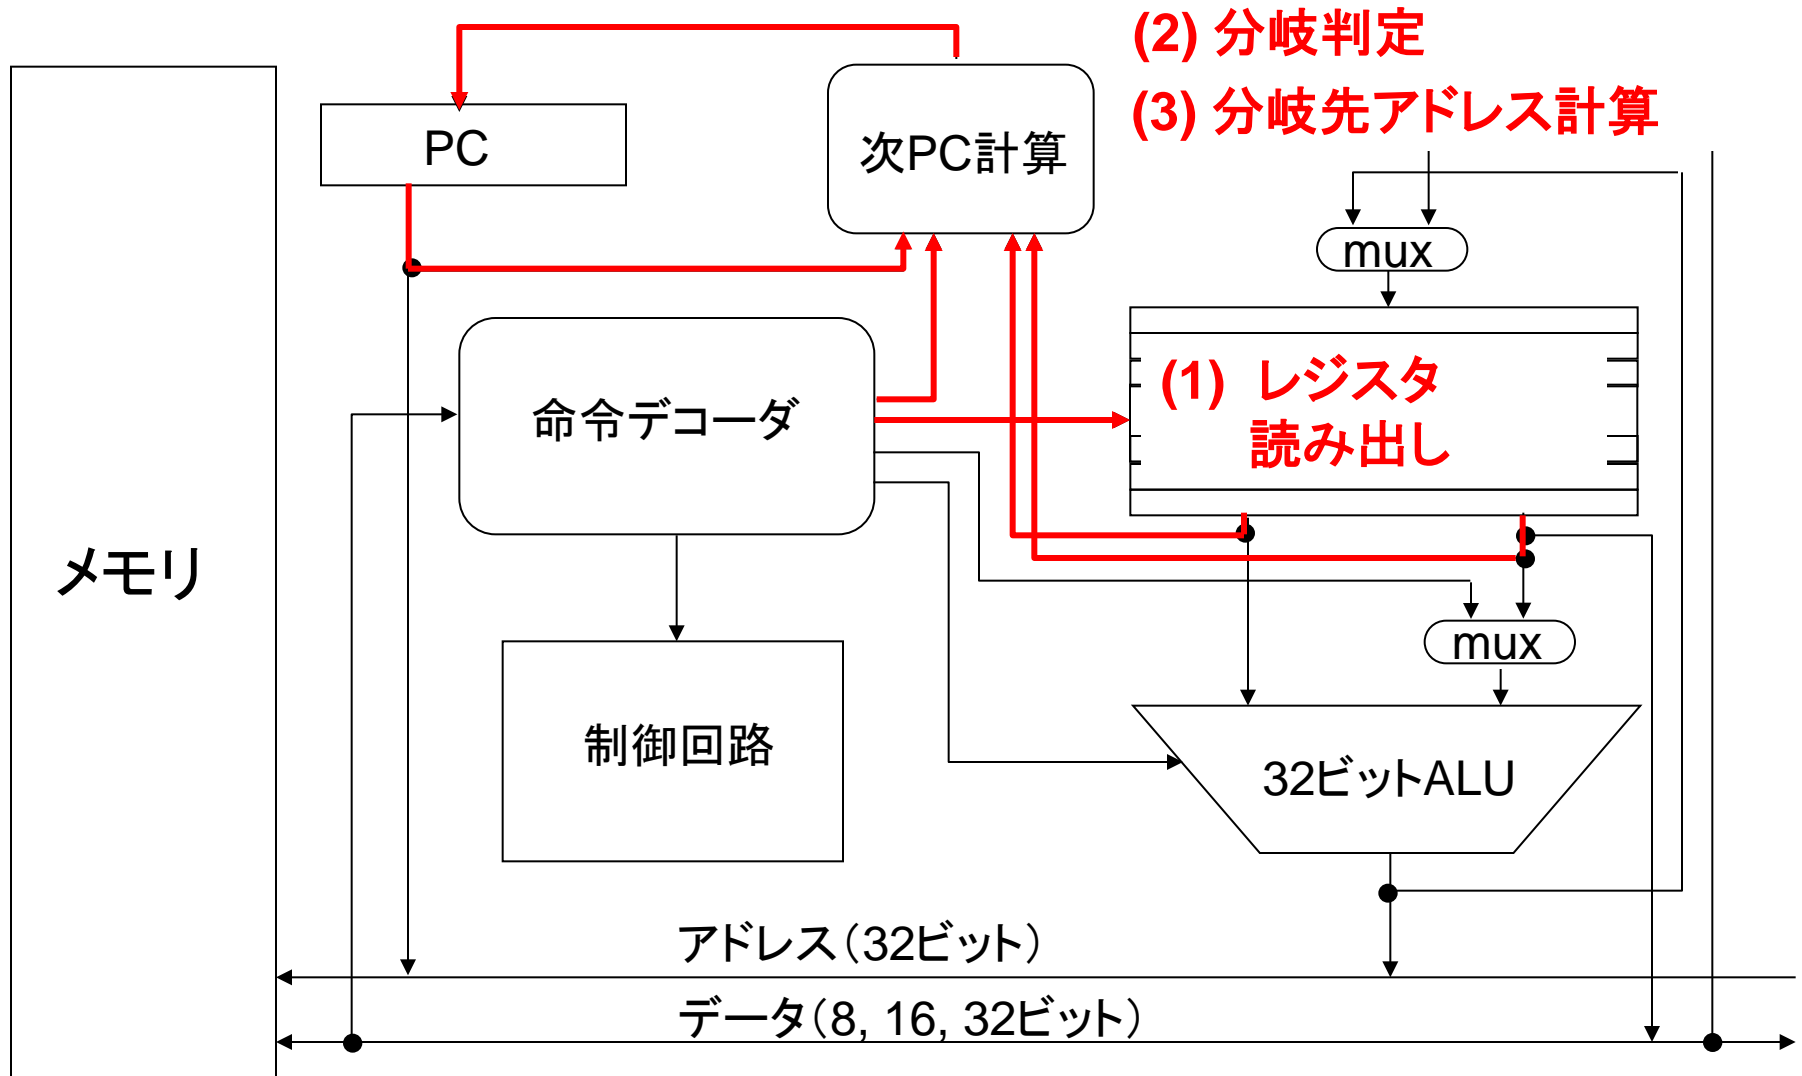 (2) 分岐判定
(3) 分岐先アドレス計算
PC
次PC計算
mux
命令デコーダ
(1) レジスタ
読み出し
メモリ
mux
制御回路
32ビットALU
アドレス（32ビット）
データ（8, 16, 32ビット）